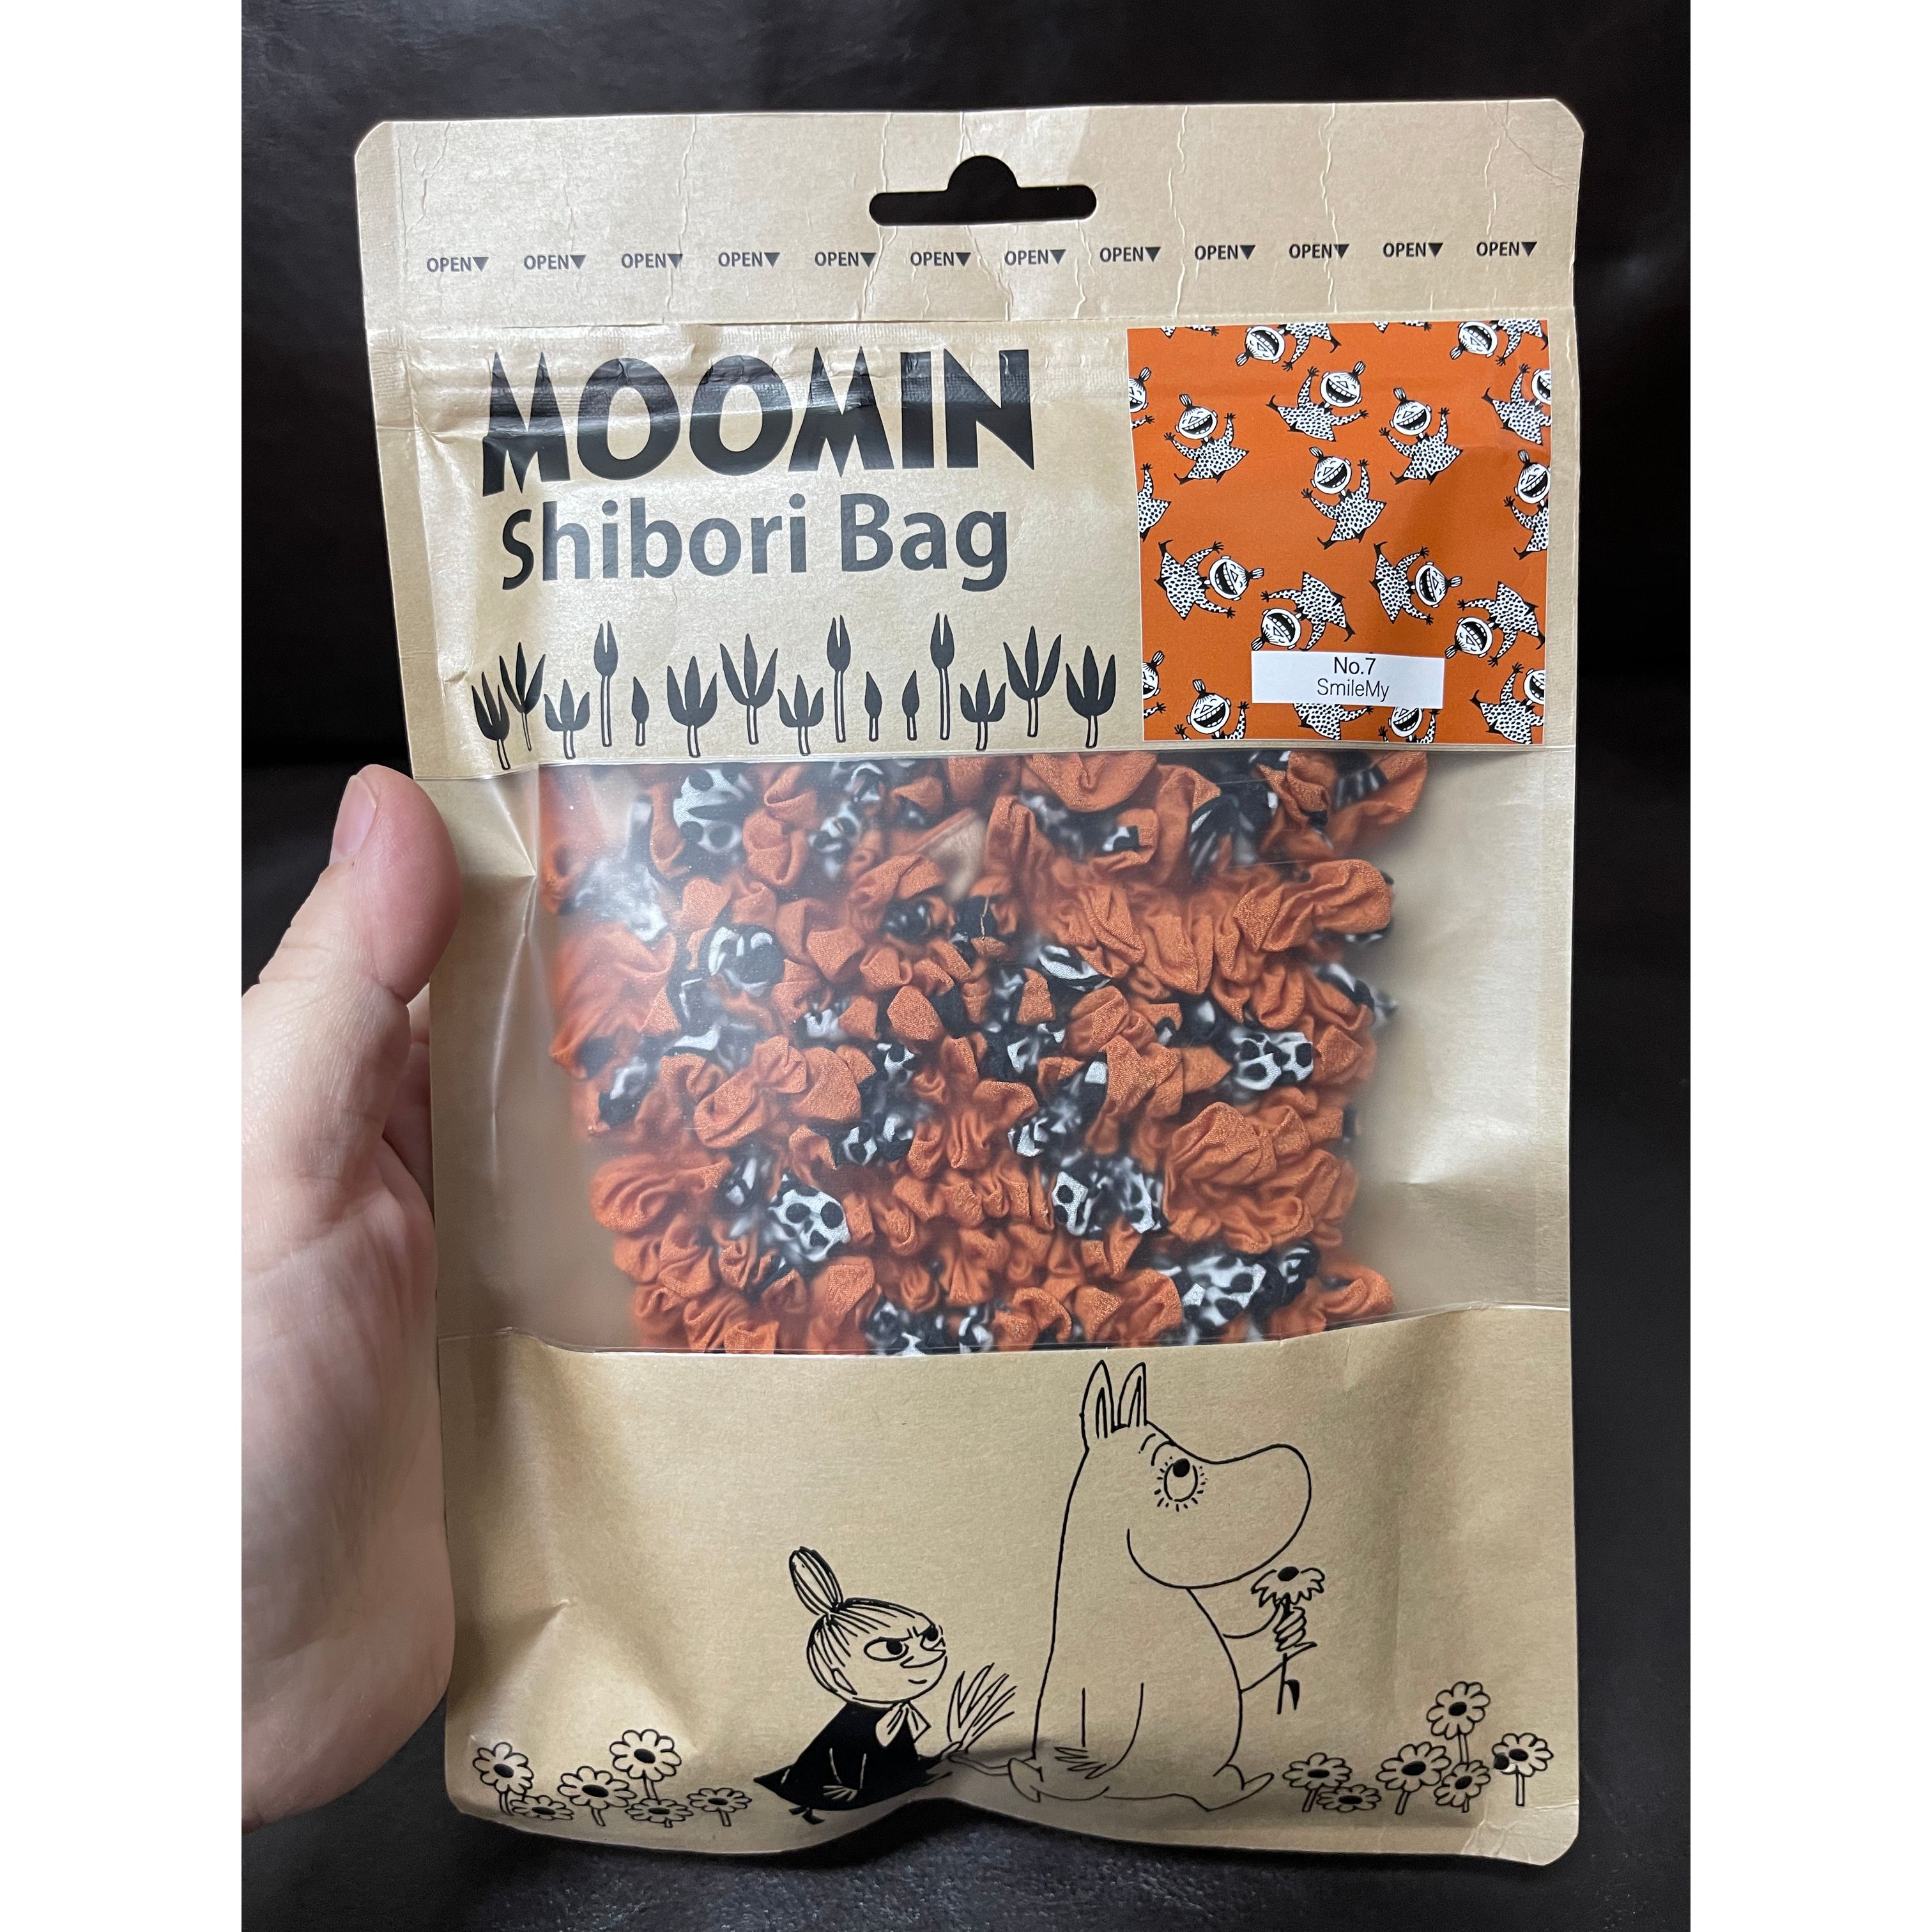 OPEN▼ OPEN▼ OPEN▼ OPEN▼ OPEN▼ OPEN▼ OPEN▼ OPEN▼ OPEN▼ OPEN▼ OPEN▼ OPEN▼
MOOMIN
Shibori Bag
No.7
SmileMy